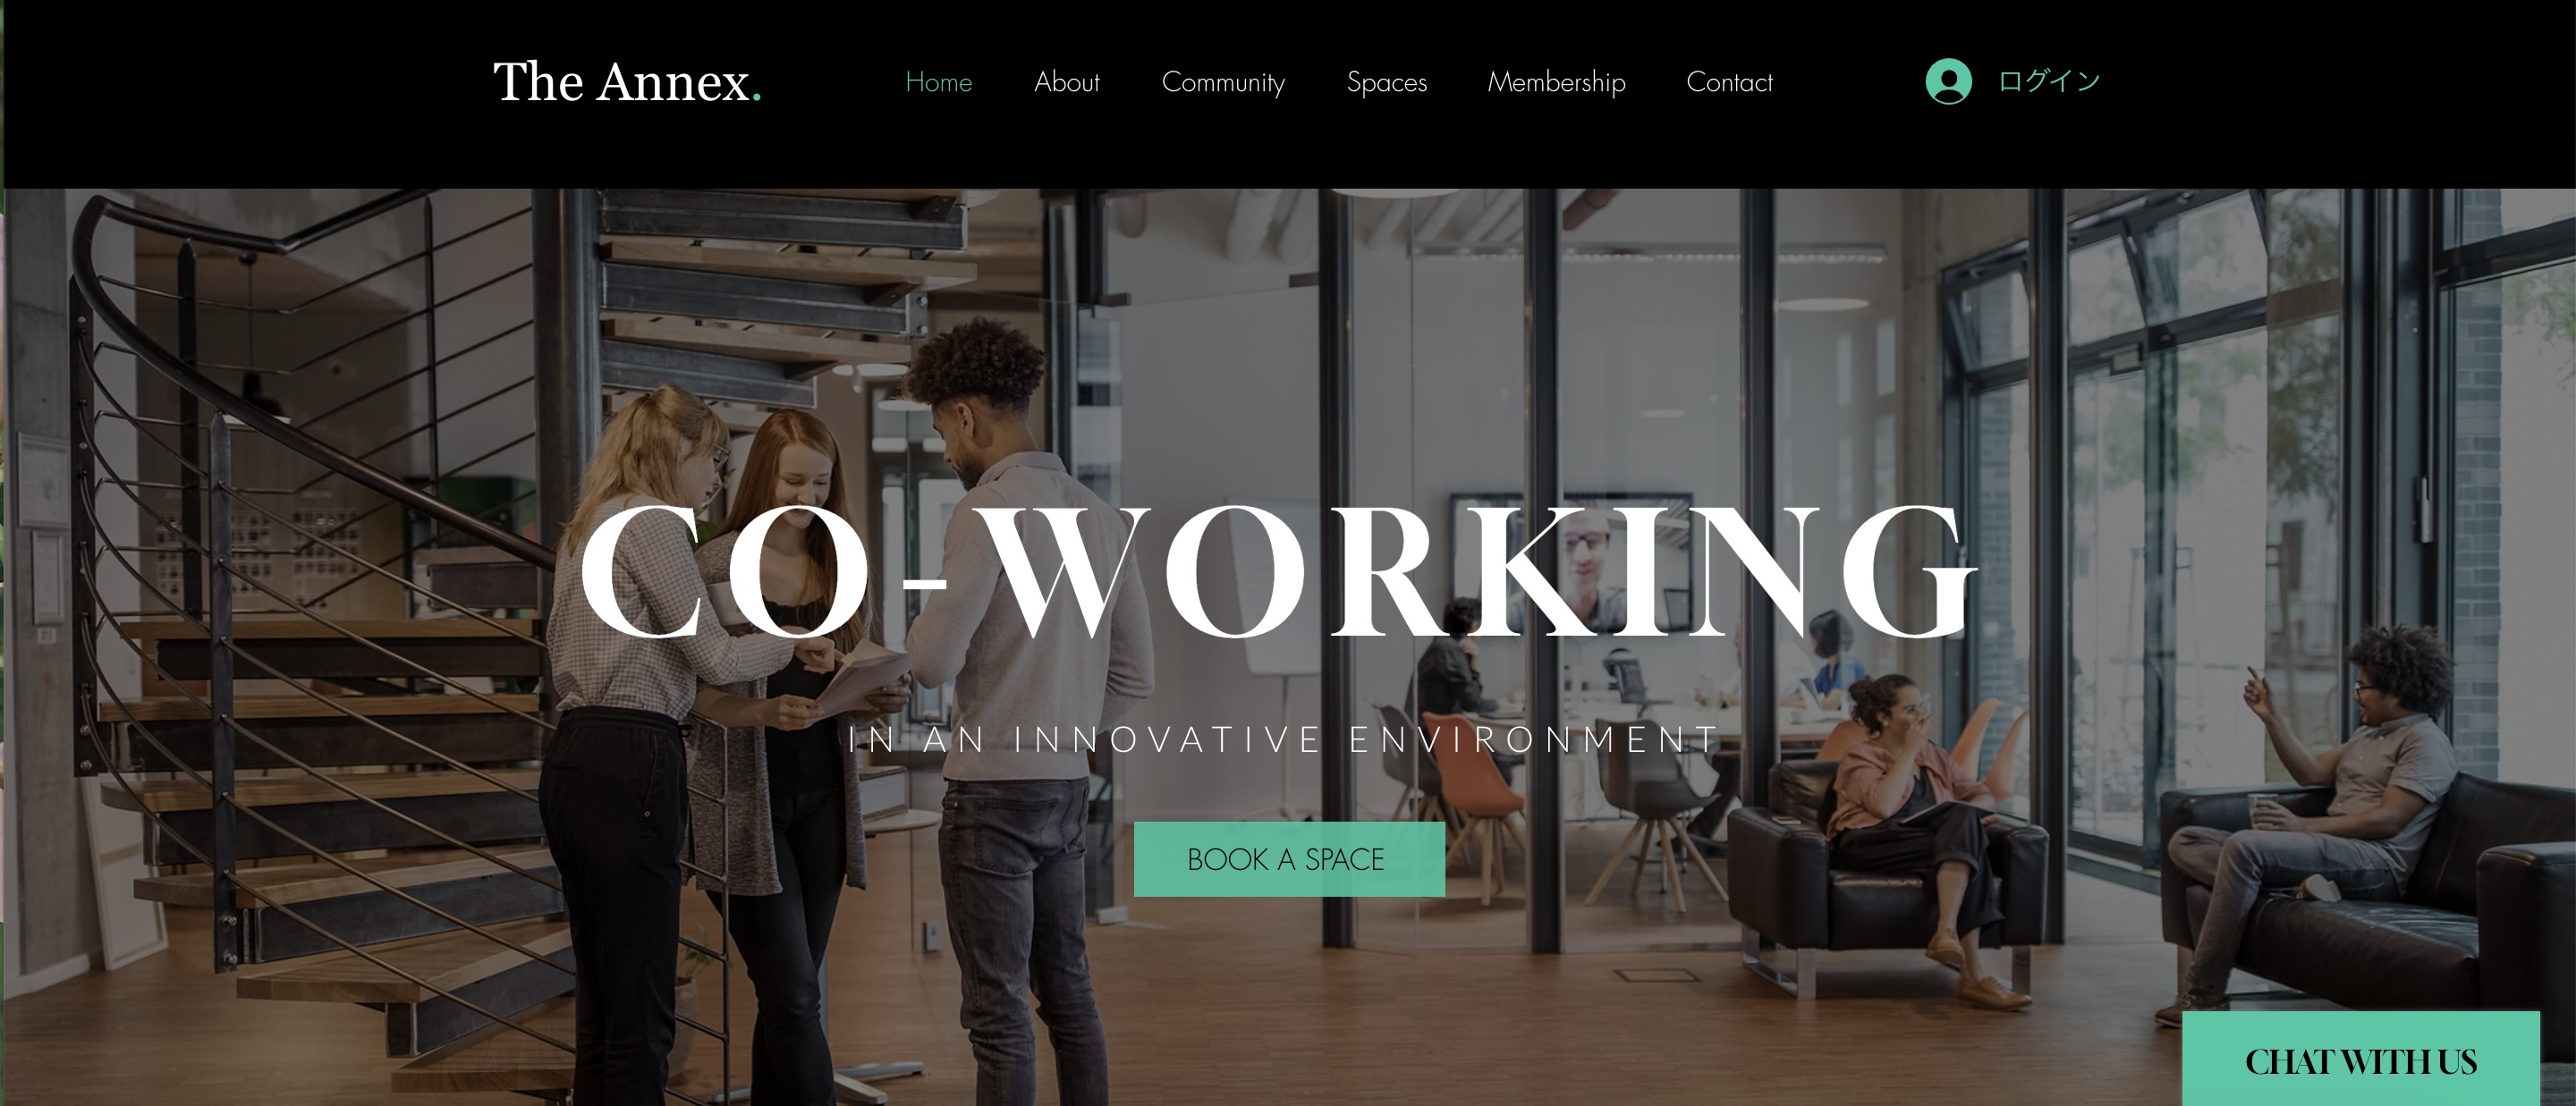 The Annex.
Home About Community Spaces Membership Contact
ログイン
CO-WORKING
IN AN INNOVATIVE ENVIRONMENT
BOOK A SPACE
CHAT WITH US